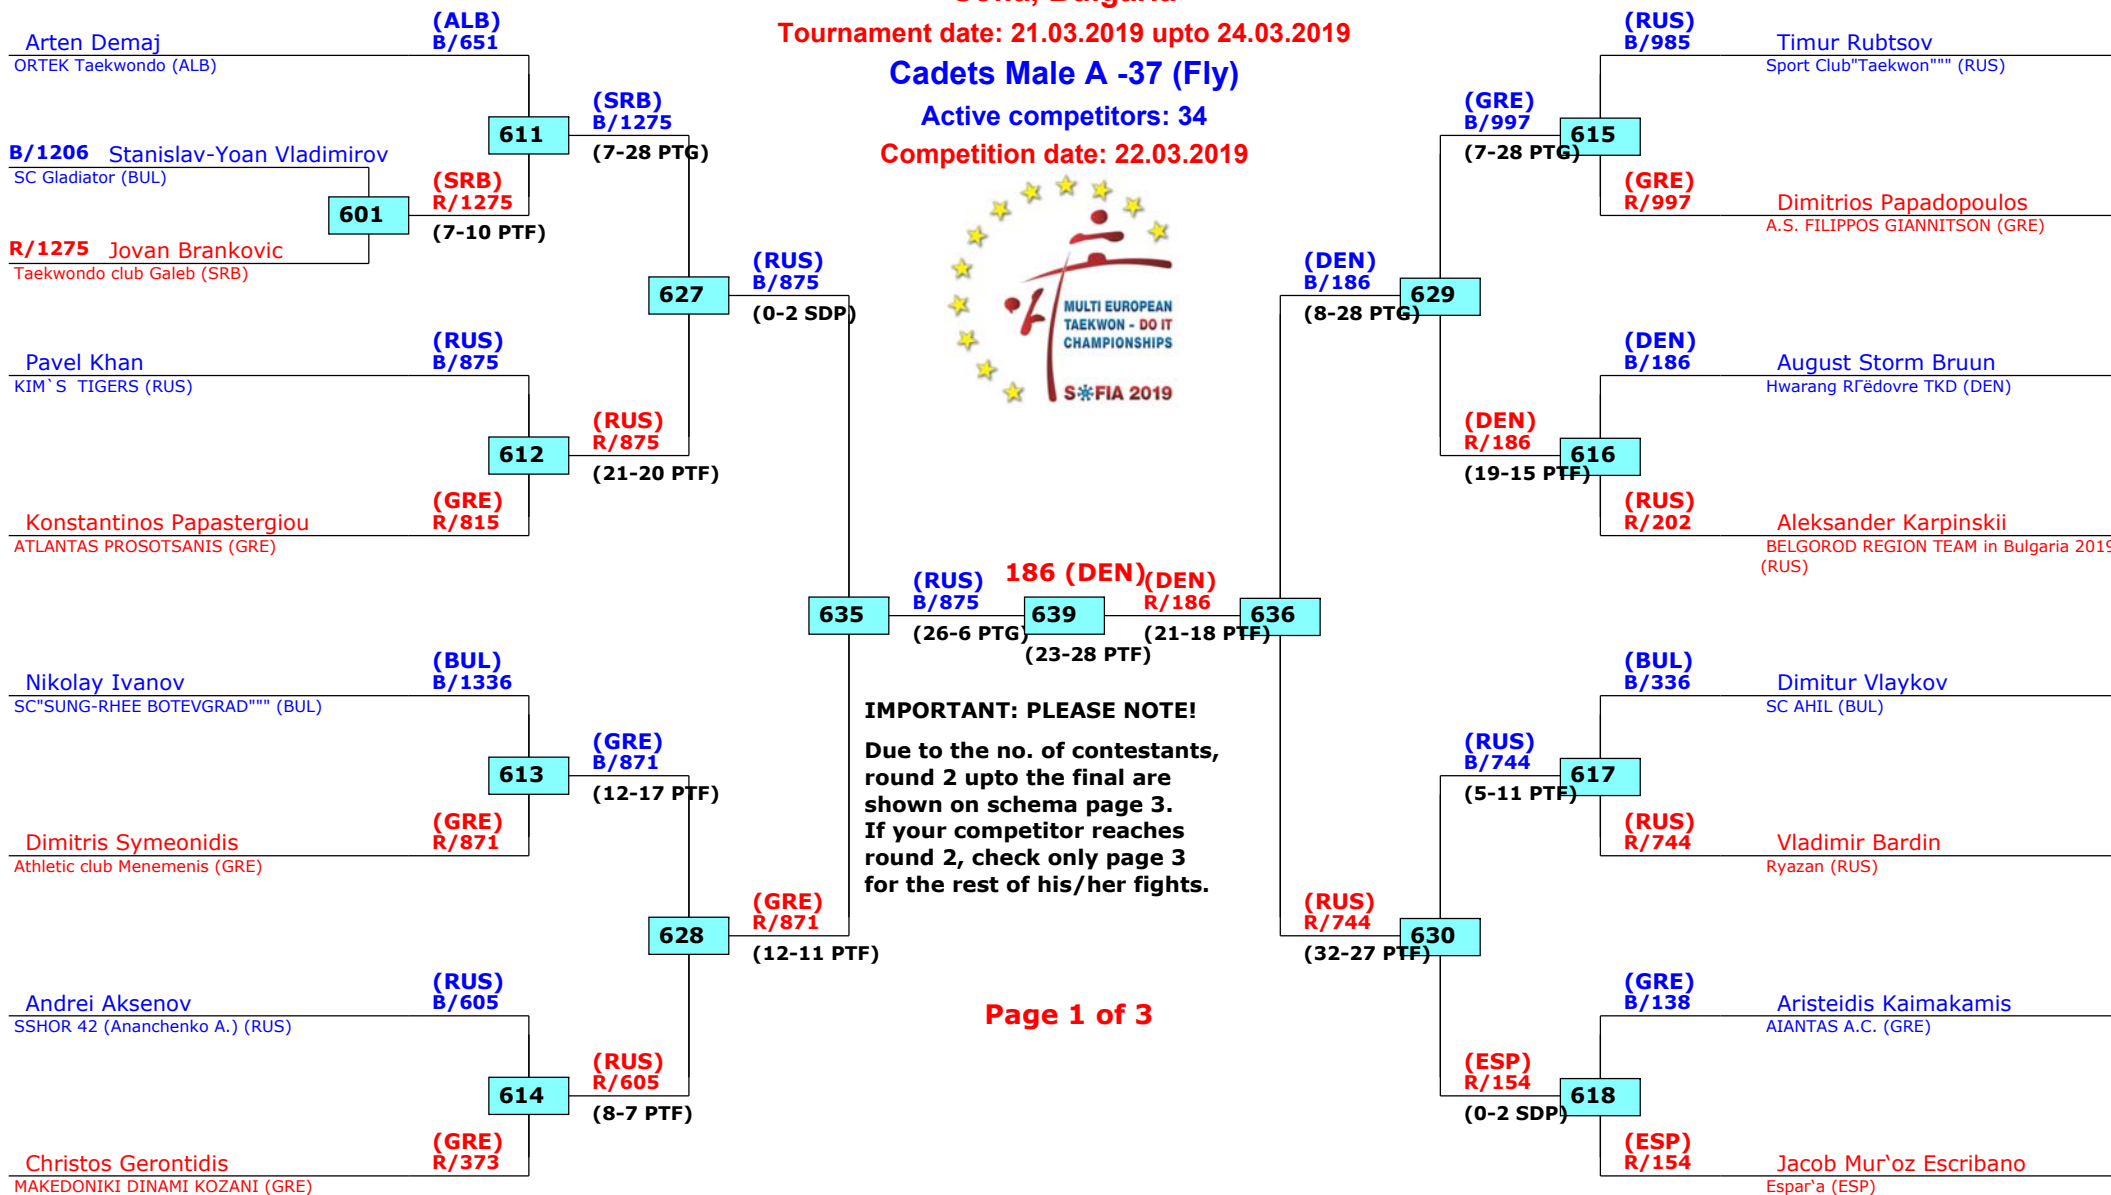 Sofia, Bulgaria
Tournament date: 21.03.2019 upto 24.03.2019
Cadets Male A -37 (Fly)
Active competitors: 34
Competition date: 22.03.2019
MULTI EUROPEAN
TAEKWON - DO IT
CHAMPIONSHIPS
SOFIA 2019
(ALB)
Arten Demaj B/651
ORTEK Taekwondo (ALB)
611
(SRB)
B/1275
(7-28 PTG)
B/1206 Stanislav-Yoan Vladimirov
SC Gladiator (BUL)
601
(SRB)
R/1275
(7-10 PTF)
R/1275 Jovan Brankovic
Taekwondo club Galeb (SRB)
627
(RUS)
B/875
(0-2 SDP)
(RUS)
Pavel Khan B/875
KIM`S TIGERS (RUS)
612
(RUS)
R/875
(21-20 PTF)
(GRE)
Konstantinos Papastergiou R/815
ATLANTAS PROSOTSANIS (GRE)
635
(RUS)
B/875
(26-6 PTG)
186 (DEN)
639
(23-28 PTF)
(DEN)
R/186
(21-18 PTF)
636
(BUL)
Nikolay Ivanov B/1336
SC"SUNG-RHEE BOTEVGRAD""" (BUL)
613
(GRE)
B/871
(12-17 PTF)
(GRE)
Dimitris Symeonidis R/871
Athletic club Menemenis (GRE)
628
(GRE)
R/871
(12-11 PTF)
(RUS)
Andrei Aksenov B/605
SSHOR 42 (Ananchenko A.) (RUS)
614
(RUS)
R/605
(8-7 PTF)
(GRE)
Christos Gerontidis R/373
MAKEDONIKI DINAMI KOZANI (GRE)
IMPORTANT: PLEASE NOTE!
Due to the no. of contestants,
round 2 upto the final are
shown on schema page 3.
If your competitor reaches
round 2, check only page 3
for the rest of his/her fights.
Page 1 of 3
(RUS)
B/985 Timur Rubtsov
Sport Club"Taekwon""" (RUS)
(GRE)
B/997
(7-28 PTG)
615
(GRE)
R/997 Dimitrios Papadopoulos
A.S. FILIPPOS GIANNITSON (GRE)
(DEN)
B/186
(8-28 PTG)
629
(DEN)
B/186 August Storm Bruun
Hwarang RГёdovre TKD (DEN)
(DEN)
R/186
(19-15 PTF)
616
(RUS)
R/202 Aleksander Karpinskii
BELGOROD REGION TEAM in Bulgaria 2019
(RUS)
(BUL)
B/336 Dimitur Vlaykov
SC AHIL (BUL)
(RUS)
B/744
(5-11 PTF)
617
(RUS)
R/744 Vladimir Bardin
Ryazan (RUS)
(RUS)
R/744
(32-27 PTF)
630
(GRE)
B/138 Aristeidis Kaimakamis
AIANTAS A.C. (GRE)
(ESP)
R/154
(0-2 SDP)
618
(ESP)
R/154 Jacob Murʻoz Escribano
Esparʻa (ESP)